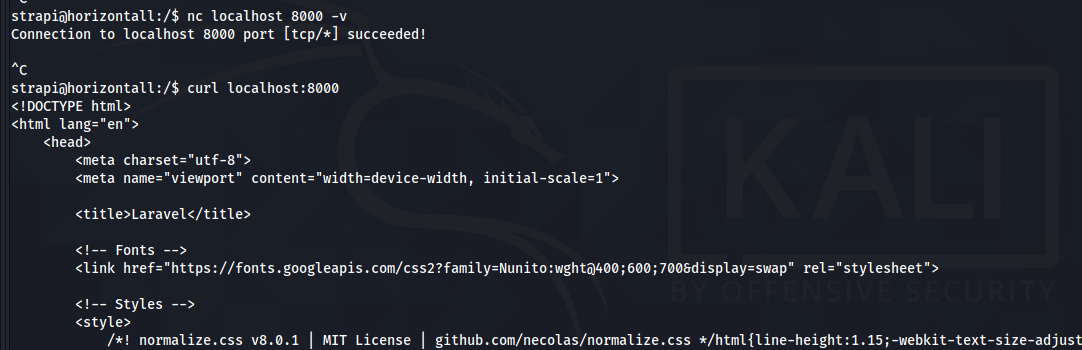 strapi@horizontall:/$ nc localhost 8000 -v
Connection to localhost 8000 port [tcp/*] succeeded!
^C
strapi@horizontall:/$ curl localhost:8000
<!DOCTYPE html>
<html lang="en">
    <head>
        <meta charset="utf-8">
        <meta name="viewport" content="width=device-width, initial-scale=1">
        <title>Laravel</title>
        <!-- Fonts -->
        <link href="https://fonts.googleapis.com/css2?family=Nunito:wght@400;600;700&display=swap" rel="stylesheet">
        <!-- Styles -->
        <style>
            /*! normalize.css v8.0.1 | MIT License | github.com/necolas/normalize.css */html{line-height:1.15;-webkit-text-size-adjust
KALI
BY OFFENSIVE SECURITY